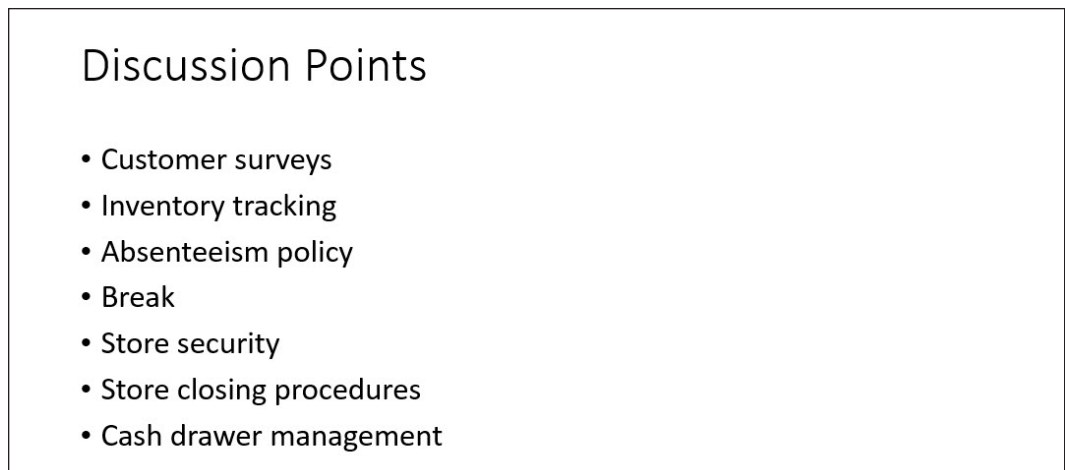 Discussion Points
• Customer surveys
• Inventory tracking
• Absenteeism policy
• Break
• Store security
• Store closing procedures
• Cash drawer management